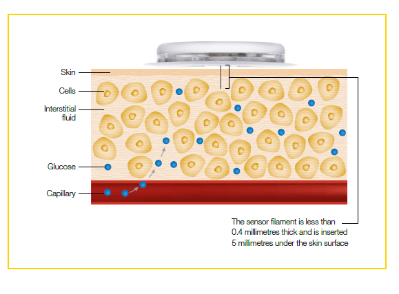 Skin
Cells
Interstitial
fluid
Glucose
Capillary
The sensor filament is less than
0.4 millimetres thick and is inserted
5 millimetres under the skin surface